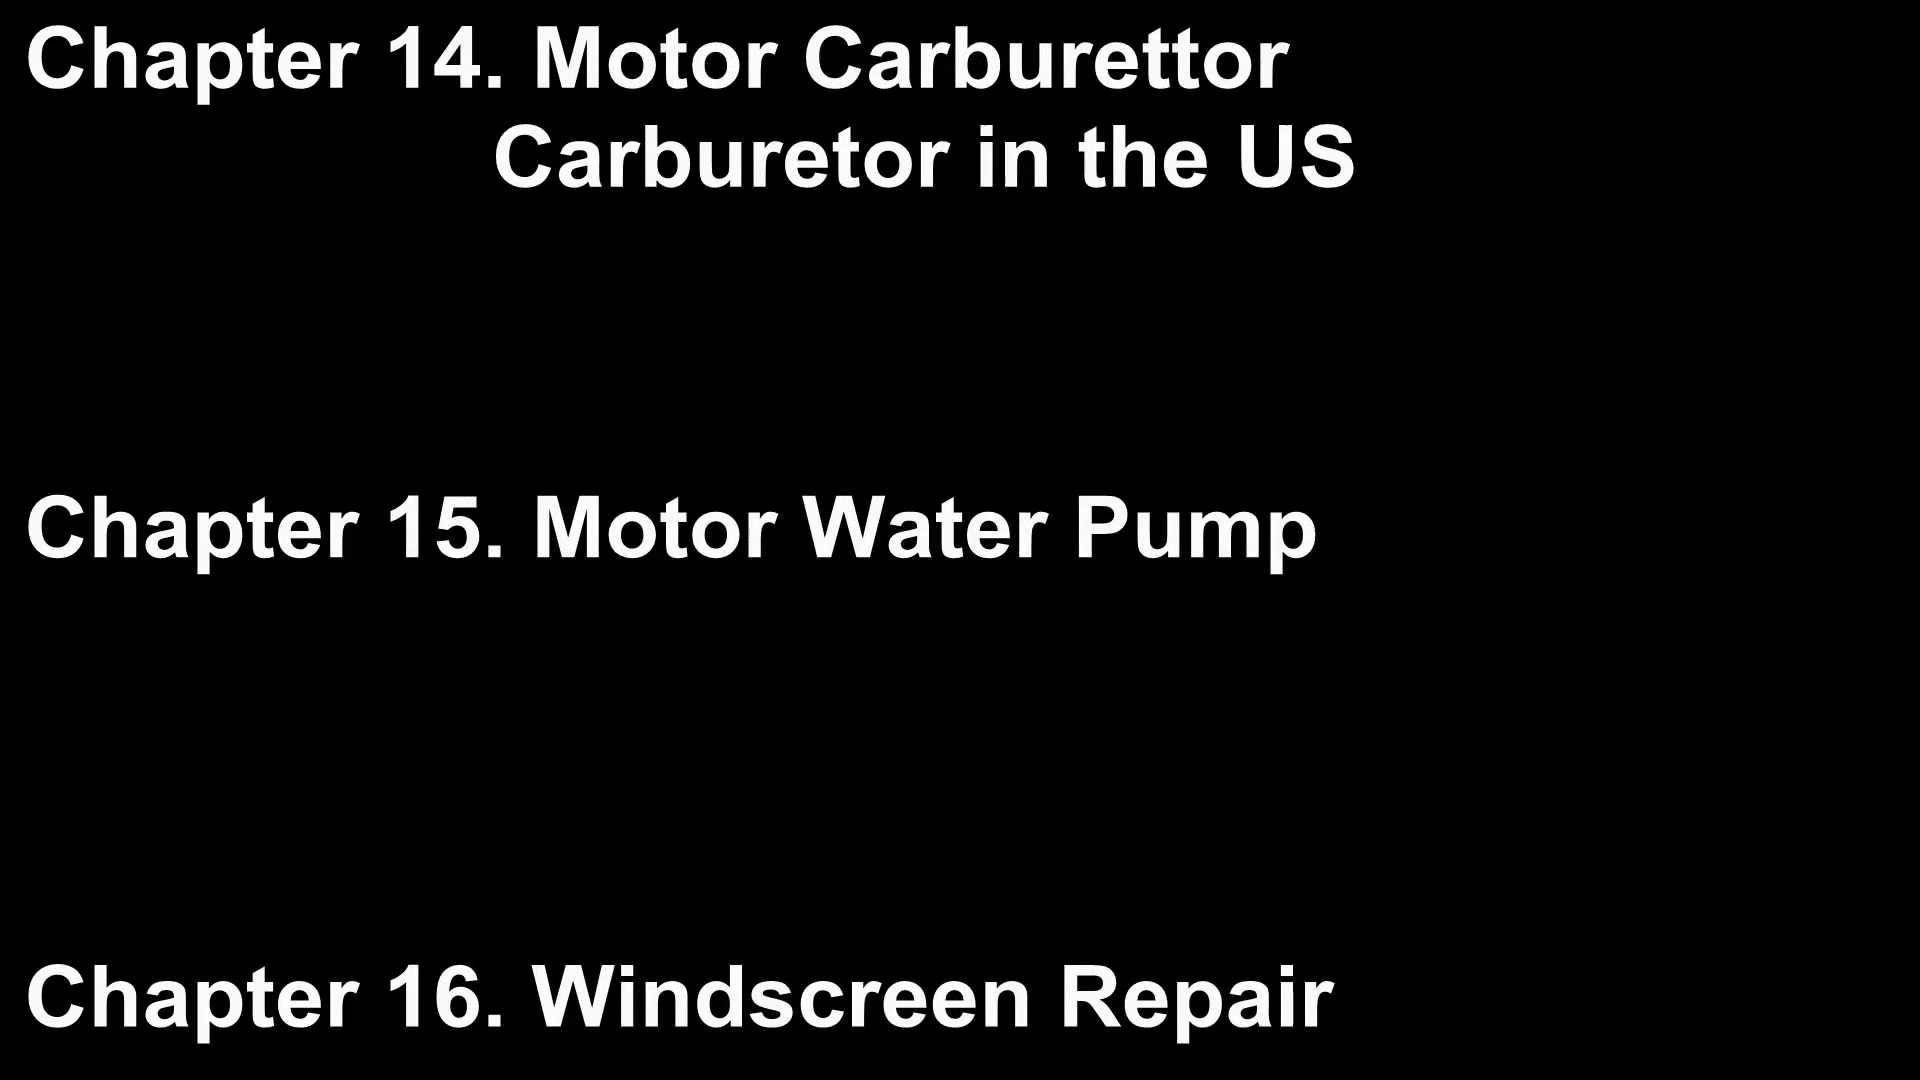 Chapter 14. Motor Carburettor
Carburetor in the US
Chapter 15. Motor Water Pump
Chapter 16. Windscreen Repair